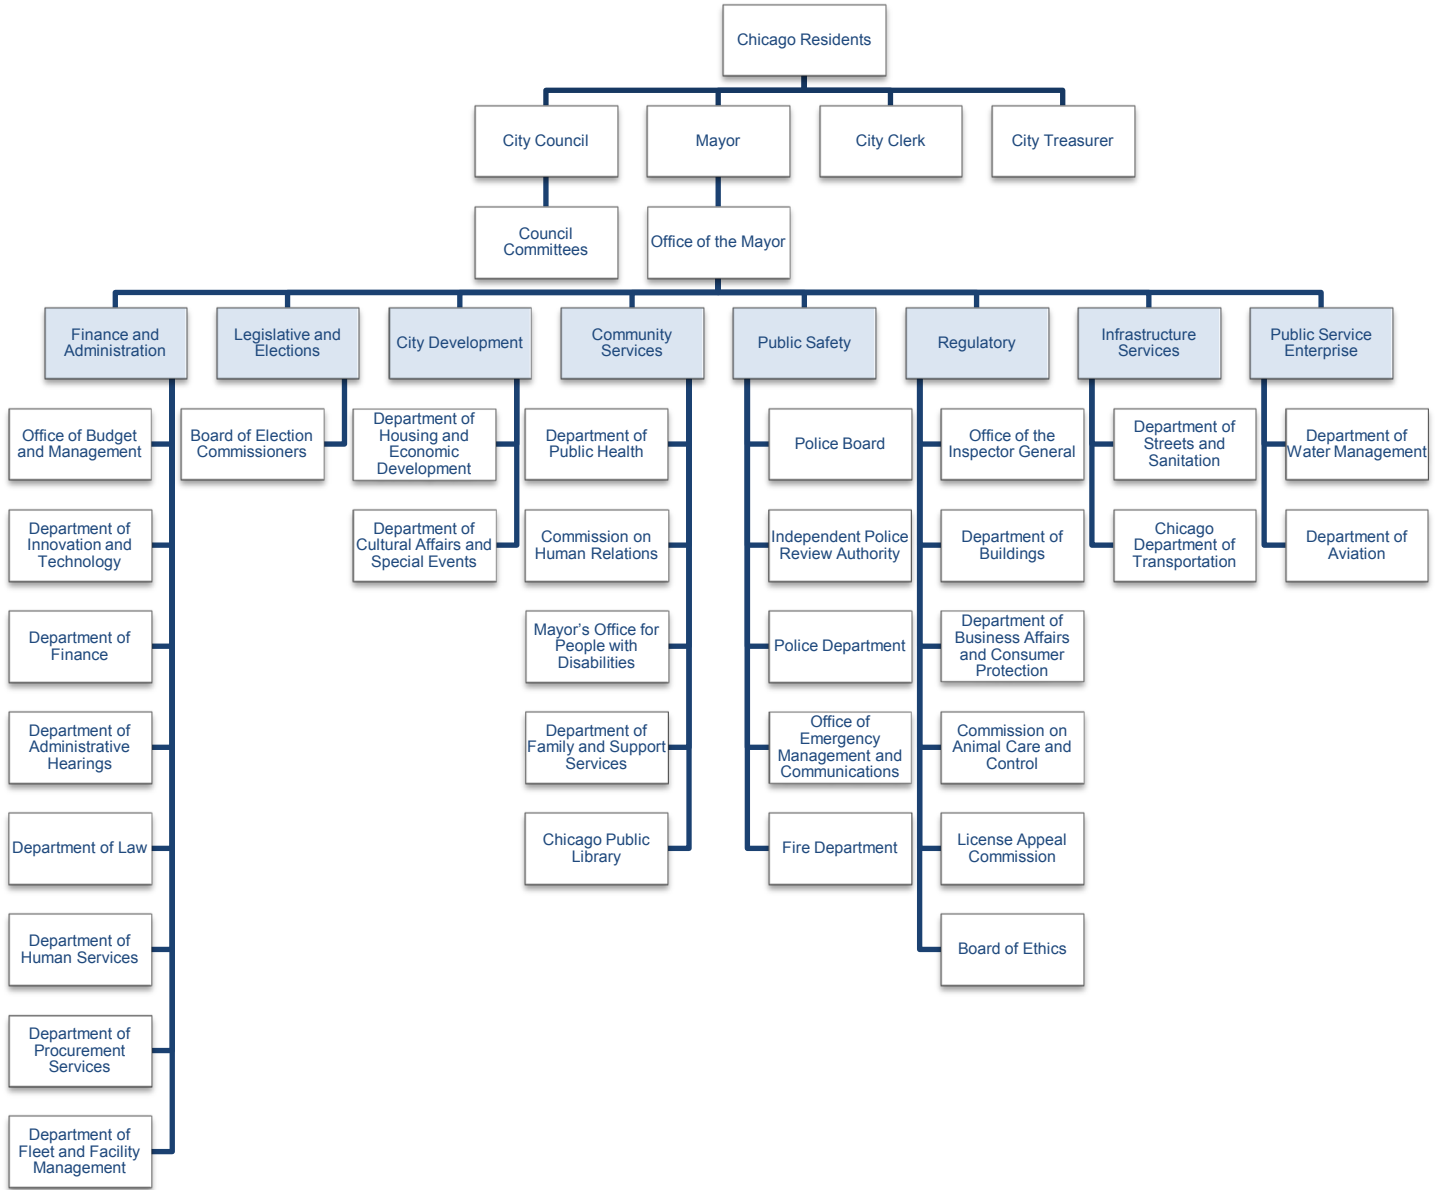 Chicago Residents
City Council
Mayor
City Clerk
City Treasurer
Council
Committees
Office of the Mayor
Finance and
Administration
Legislative and
Elections
City Development
Community
Services
Public Safety
Regulatory
Infrastructure
Services
Public Service
Enterprise
Office of Budget
and Management
Board of Election
Commissioners
Department of
Housing and
Economic
Development
Department of
Public Health
Police Board
Office of the
Inspector General
Department of
Streets and
Sanitation
Department of
Water Management
Department of
Innovation and
Technology
Department of
Cultural Affairs and
Special Events
Commission on
Human Relations
Independent Police
Review Authority
Department of
Buildings
Chicago
Department of
Transportation
Department of
Aviation
Department of
Finance
Mayor’s Office for
People with
Disabilities
Police Department
Department of
Business Affairs
and Consumer
Protection
Department of
Administrative
Hearings
Department of
Family and Support
Services
Office of
Emergency
Management and
Communications
Commission on
Animal Care and
Control
Department of Law
Chicago Public
Library
Fire Department
License Appeal
Commission
Department of
Human Services
Board of Ethics
Department of
Procurement
Services
Department of
Fleet and Facility
Management